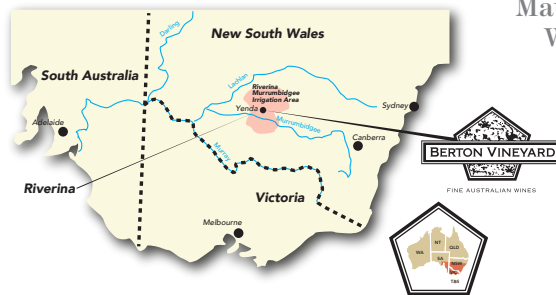 Mat
W
New South Wales
Darling
South Australia
Lachlan
Riverina
Murrumbidgee
Irrigation Area
Yenda
Sydney
Adelaide
Murrumbidgee
Canberra
Murray
Riverina
Victoria
Melbourne
BERTON VINEYARD
FINE AUSTRALIAN WINES
WA
NT
QLD
SA
NSW
TAS